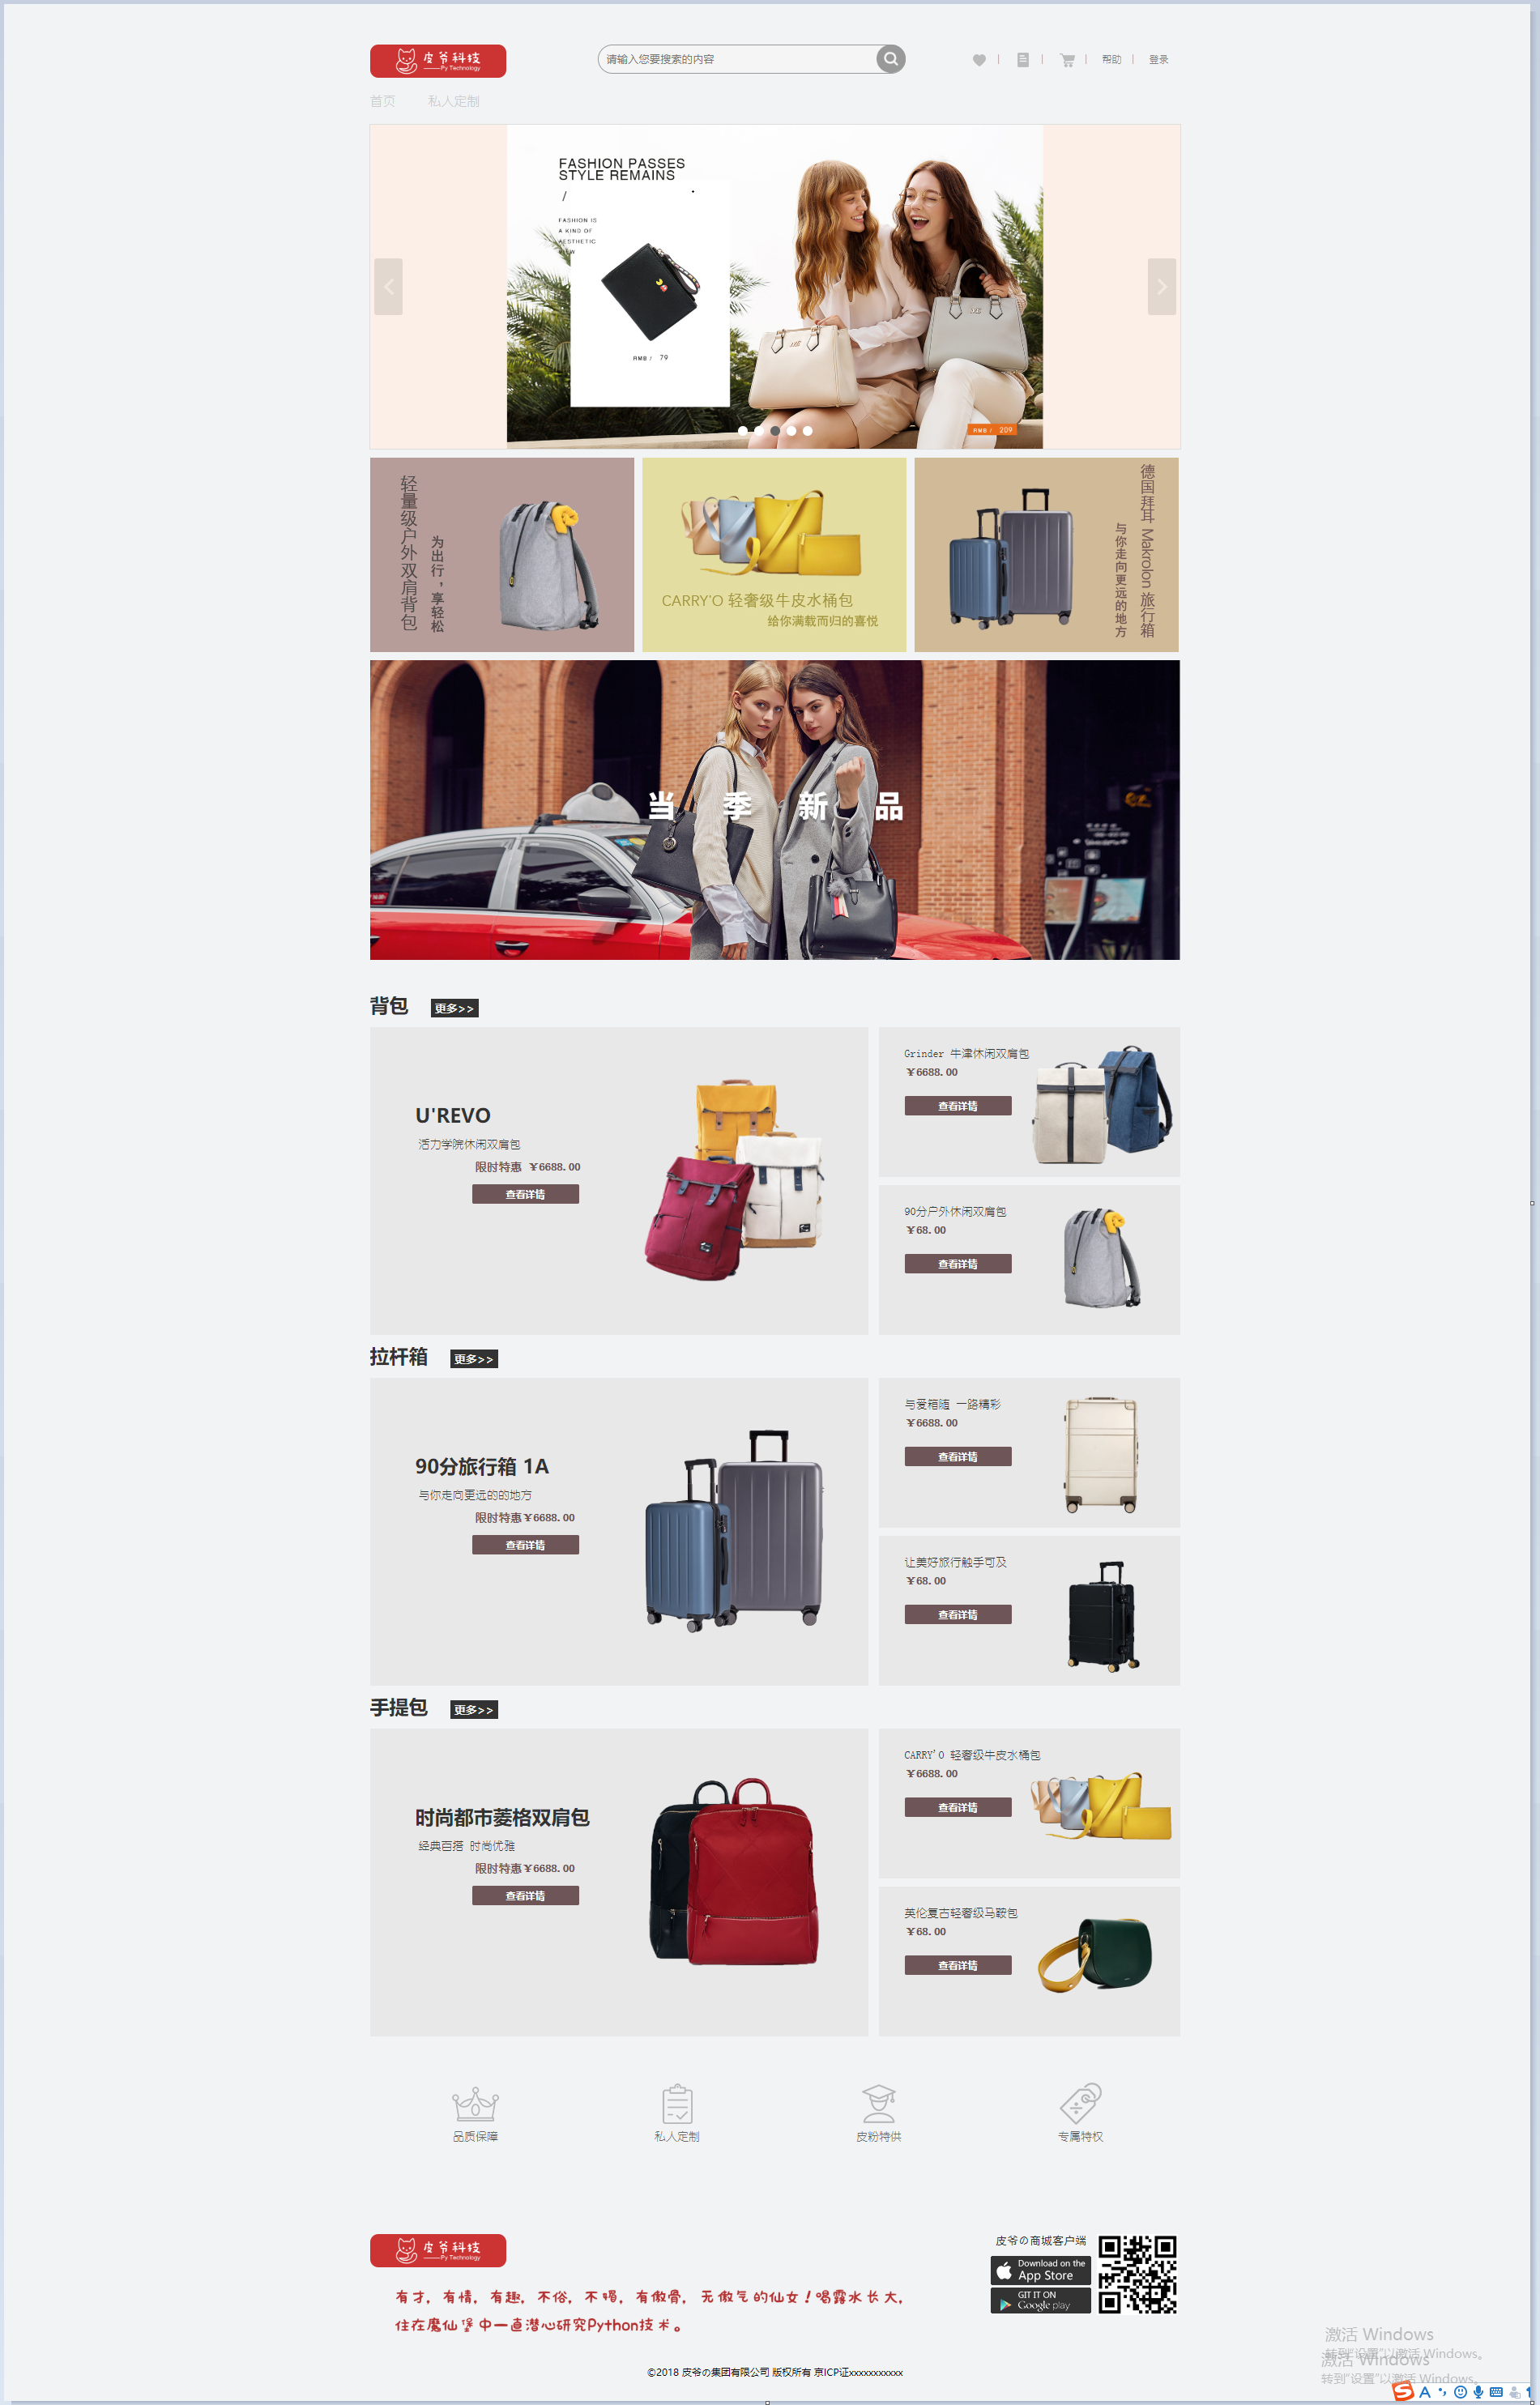 皮爷科技
——Py Technology
请输入您要搜索的内容
帮助
登录
首页 私人定制
FASHION PASSES
STYLE REMAINS
/
FASHION IS
A KIND OF
AESTHETIC
VIEW
RMB / 79
RMB / 209
轻量级户外双肩背包
为出行，享轻松
CARRY'O 轻奢级牛皮水桶包
给你满载而归的喜悦
德国拜耳 Makrolon 旅行箱
与你走向更远的地方
当季新品
背包 更多>>
U'REVO
活力学院休闲双肩包
限时特惠 ￥6688.00
查看详情
Grinder 牛津休闲双肩包
￥6688.00
查看详情
90分户外休闲双肩包
￥68.00
查看详情
拉杆箱 更多>>
90分旅行箱 1A
与你走向更远的的地方
限时特惠￥6688.00
查看详情
与爱箱随 一路精彩
￥6688.00
查看详情
让美好旅行触手可及
￥68.00
查看详情
手提包 更多>>
时尚都市菱格双肩包
经典百搭 时尚优雅
限时特惠￥6688.00
查看详情
CARRY'O 轻奢级牛皮水桶包
￥6688.00
查看详情
英伦复古轻奢级马鞍包
￥68.00
查看详情
品质保障
私人定制
皮粉特供
专属特权
皮爷科技
——Py Technology
有才，有情，有趣，不俗，不弱，有傲骨，无傲气的仙女！喝露水长大，
住在魔仙堡中一直潜心研究Python技术。
皮爷の商城客户端
Download on the
App Store
GIT IT ON
Google play
©2018 皮爷の集团有限公司 版权所有 京ICP证xxxxxxxxxxx
激活 Windows
转到“设置”以激活 Windows。
激活 Windows
转到“设置”以激活 Windows。